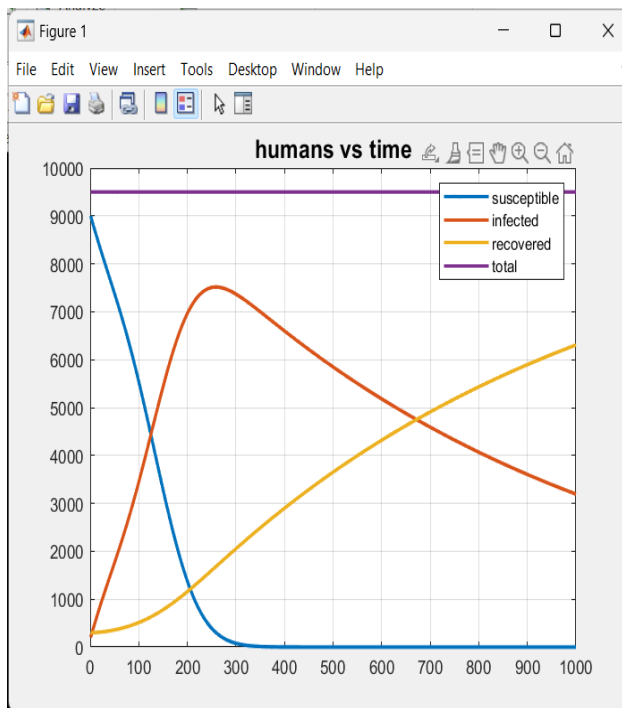 Figure 1
File Edit View Insert Tools Desktop Window Help
humans vs time
10000
9000
8000
7000
6000
5000
4000
3000
2000
1000
0
susceptible
infected
recovered
total
0 100 200 300 400 500 600 700 800 900 1000